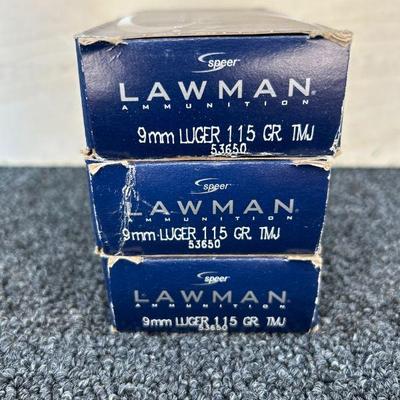 speer
LAWMAN®
AMMUNITION
9mm LUGER 115 GR. TMJ
53650
speer
LAWMAN®
AMMUNITION
9mm LUGER 115 GR. TMJ
53650
speer
LAWMAN®
AMMUNITION
9mm LUGER 115 GR. TMJ
53650